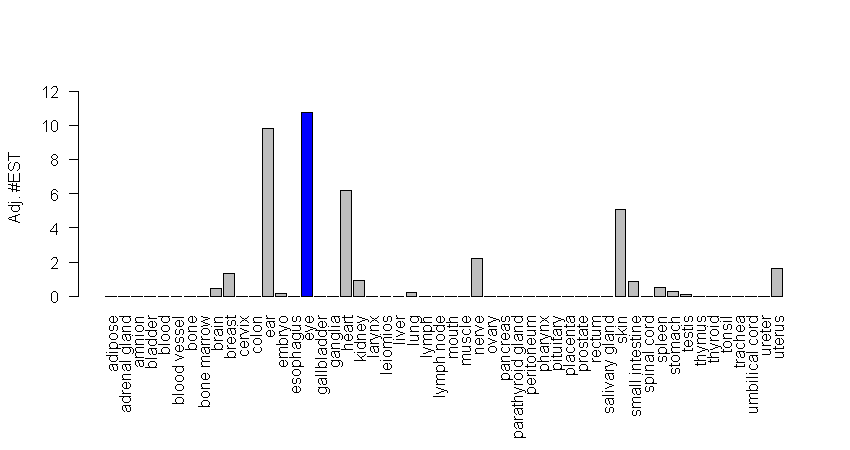 Adj. #EST
12
10
8
6
4
2
0
adipose
adrenal gland
amnion
bladder
blood
blood vessel
bone
bone marrow
brain
breast
cervix
colon
ear
embryo
esophagus
eye
gallbladder
ganglia
heart
kidney
larynx
leiomios
liver
lung
lymph
lymph node
mouth
muscle
nerve
ovary
pancreas
parathyroid gland
peritoneum
pharynx
pituitary
placenta
prostate
rectum
salivary gland
skin
small intestine
spinal cord
spleen
stomach
testis
thymus
thyroid
tonsil
trachea
umbilical cord
ureter
uterus